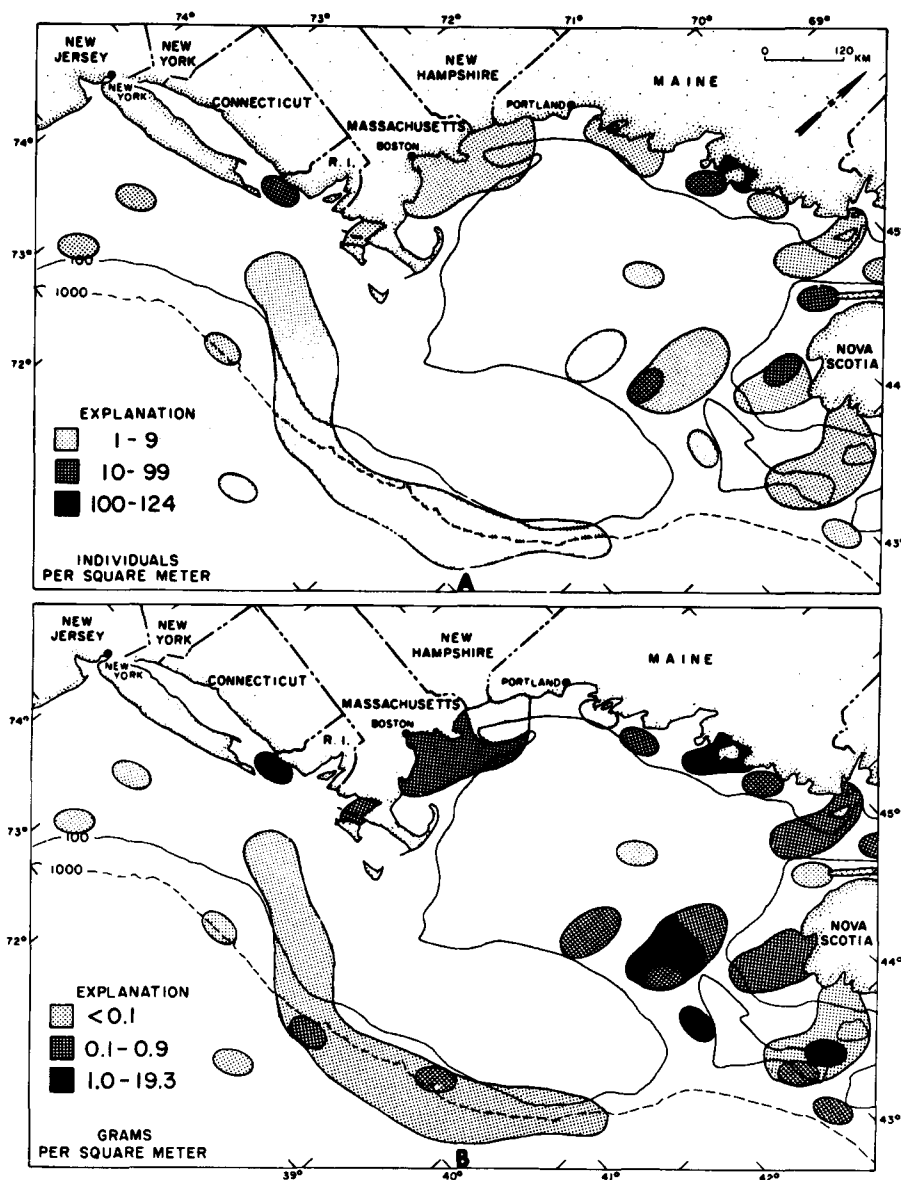 74° 73° 72° 71° 70° 69°
NEW JERSEY
NEW YORK
NEW YORK
CONNECTICUT
R. I.
MASSACHUSETTS
BOSTON
NEW HAMPSHIRE
PORTLAND
MAINE
0 120 KM
74°
73°
72°
100
1000
45°
44°
43°
NOVA SCOTIA
EXPLANATION
1 - 9
10 - 99
100 - 124
INDIVIDUALS
PER SQUARE METER
A
NEW JERSEY
NEW YORK
NEW YORK
CONNECTICUT
R. I.
MASSACHUSETTS
BOSTON
NEW HAMPSHIRE
PORTLAND
MAINE
74°
73°
72°
100
1000
45°
44°
43°
NOVA SCOTIA
EXPLANATION
<0.1
0.1 - 0.9
1.0 - 19.3
GRAMS
PER SQUARE METER
B
39° 40° 41° 42°